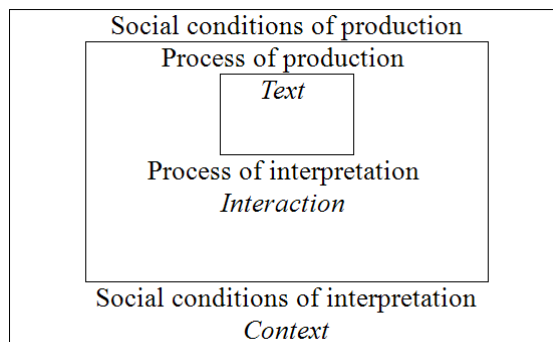 Social conditions of production
Process of production
Text
Process of interpretation
Interaction
Social conditions of interpretation
Context